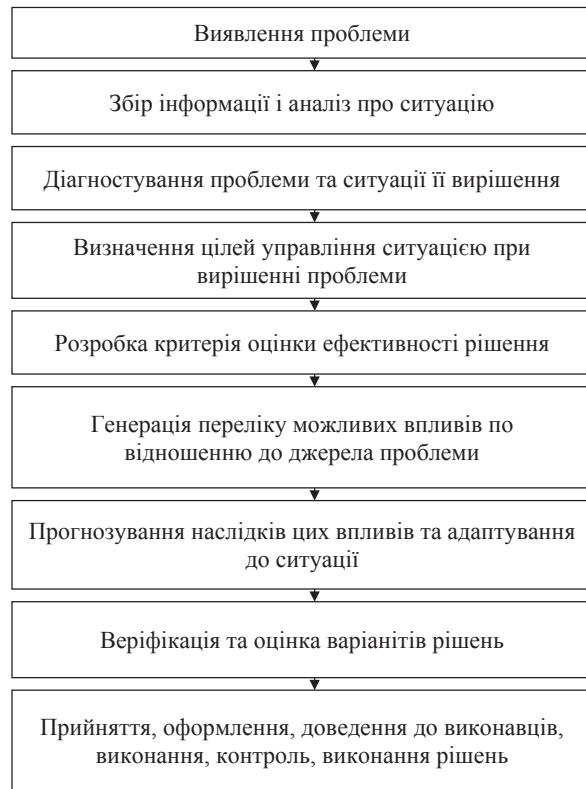 Виявлення проблеми
Збір інформації і аналіз про ситуацію
Діагностування проблеми та ситуації її вирішення
Визначення цілей управління ситуацією при
вирішенні проблеми
Розробка критерія оцінки ефективності рішення
Генерація переліку можливих впливів по
відношенню до джерела проблеми
Прогнозування наслідків цих впливів та адаптування
до ситуації
Веріфікація та оцінка варіанітів рішень
Прийняття, оформлення, доведення до виконавців,
виконання, контроль, виконання рішень